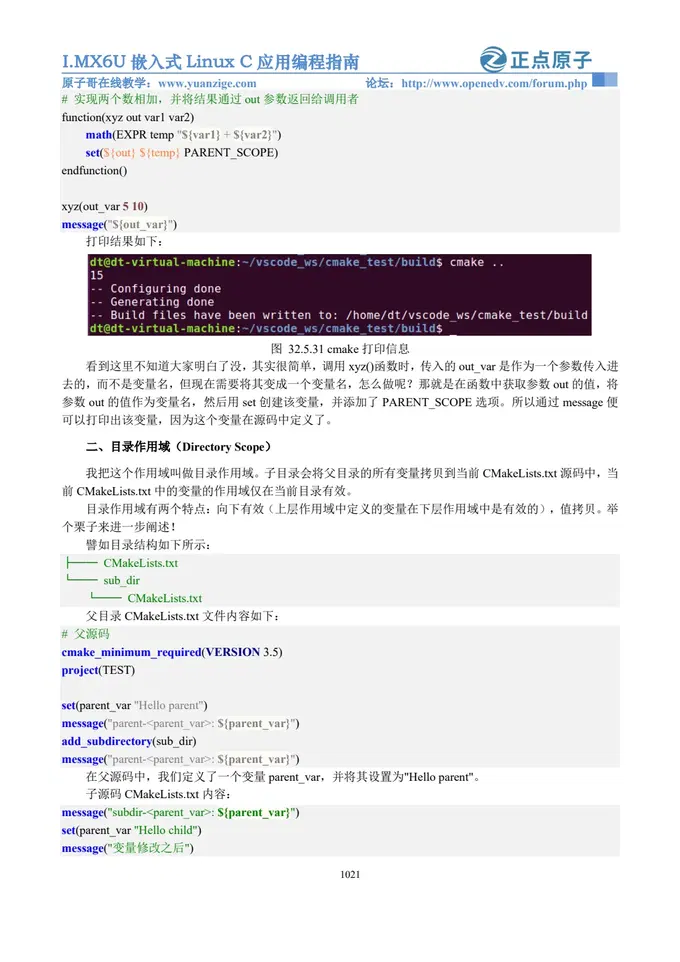 I.MX6U 嵌入式 Linux C 应用编程指南
正点原子
原子哥在线教学：www.yuanzige.com 论坛：http://www.openedv.com/forum.php
# 实现两个数相加，并将结果通过 out 参数返回给调用者
function(xyz out var1 var2)
math(EXPR temp "${var1} + ${var2}")
set(${out} ${temp} PARENT_SCOPE)
endfunction()
xyz(out_var 5 10)
message("${out_var}")
打印结果如下：
dt@dt-virtual-machine:~/vscode_ws/cmake_test/build$ cmake ..
15
-- Configuring done
-- Generating done
-- Build files have been written to: /home/dt/vscode_ws/cmake_test/build
dt@dt-virtual-machine:~/vscode_ws/cmake_test/build$ _
图 32.5.31 cmake 打印信息
看到这里不知道大家明白了没，其实很简单，调用 xyz()函数时，传入的 out_var 是作为一个参数传入进
去的，而不是变量名，但现在需要将其变成一个变量名，怎么做呢？那就是在函数中获取参数 out 的值，将
参数 out 的值作为变量名，然后用 set 创建该变量，并添加了 PARENT_SCOPE 选项。所以通过 message 便
可以打印出该变量，因为这个变量在源码中定义了。
二、目录作用域（Directory Scope）
我把这个作用域叫做目录作用域。子目录会将父目录的所有变量拷贝到当前 CMakeLists.txt 源码中，当
前 CMakeLists.txt 中的变量的作用域仅在当前目录有效。
目录作用域有两个特点：向下有效（上层作用域中定义的变量在下层作用域中是有效的），值拷贝。举
个栗子来进一步阐述！
譬如目录结构如下所示：
├── CMakeLists.txt
└── sub_dir
└── CMakeLists.txt
父目录 CMakeLists.txt 文件内容如下：
# 父源码
cmake_minimum_required(VERSION 3.5)
project(TEST)
set(parent_var "Hello parent")
message("parent-<parent_var>: ${parent_var}")
add_subdirectory(sub_dir)
message("parent-<parent_var>: ${parent_var}")
在父源码中，我们定义了一个变量 parent_var，并将其设置为"Hello parent"。
子源码 CMakeLists.txt 内容：
message("subdir-<parent_var>: ${parent_var}")
set(parent_var "Hello child")
message("变量修改之后")
1021